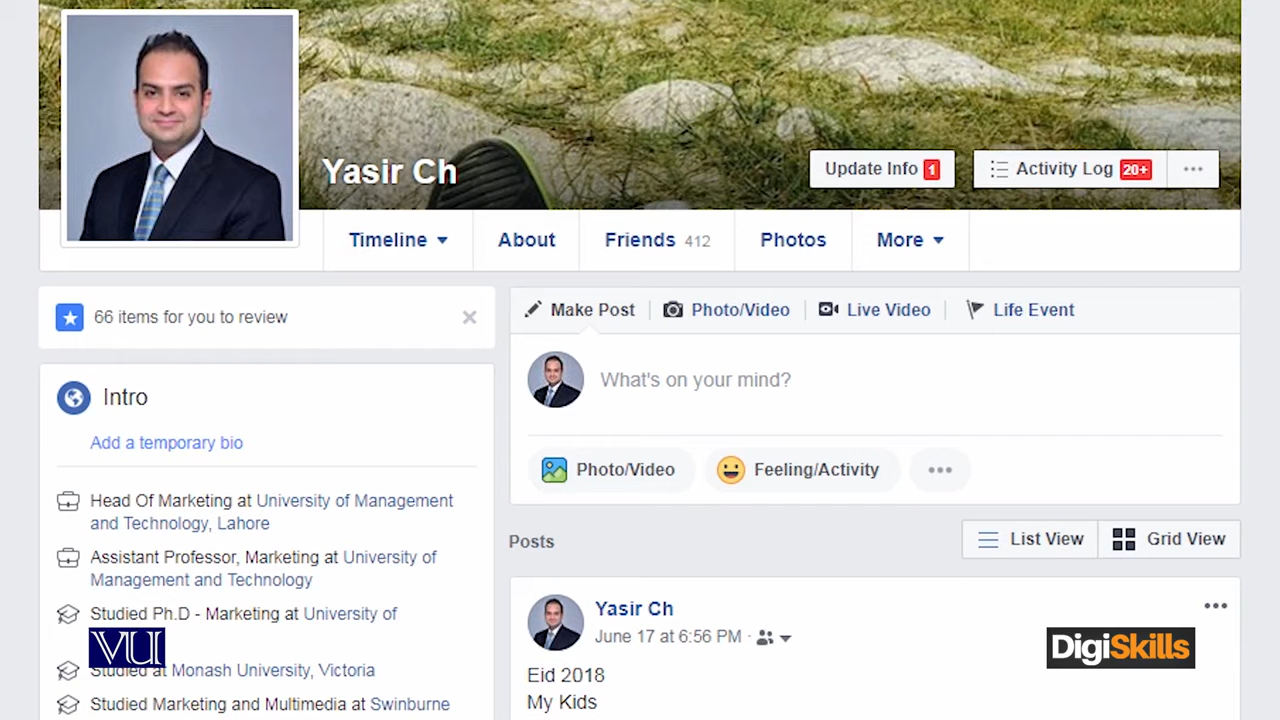 Yasir Ch
Update Info 1
Activity Log 20+
Timeline
About
Friends 412
Photos
More
66 items for you to review
Intro
Add a temporary bio
Head Of Marketing at University of Management
and Technology, Lahore
Assistant Professor, Marketing at University of
Management and Technology
Studied Ph.D - Marketing at University of
Studied at Monash University, Victoria
Studied Marketing and Multimedia at Swinburne
Make Post
Photo/Video
Live Video
Life Event
What's on your mind?
Photo/Video
Feeling/Activity
Posts
List View
Grid View
Yasir Ch
June 17 at 6:56 PM ·
Eid 2018
My Kids
VU
DigiSkills